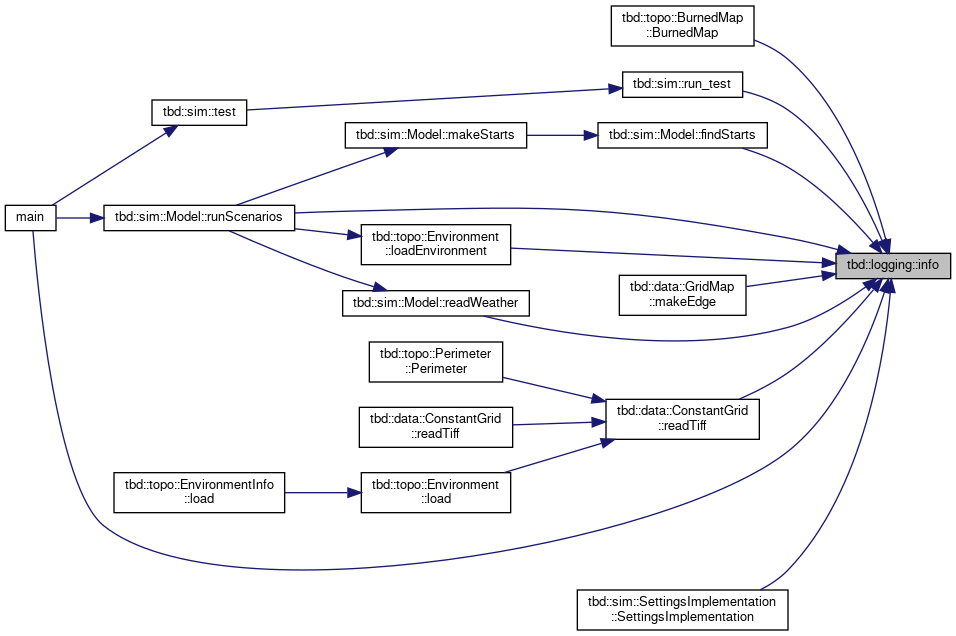 tbd::topo::BurnedMap
::BurnedMap
tbd::sim::run_test
tbd::sim::test
tbd::sim::Model::makeStarts
tbd::sim::Model::findStarts
main
tbd::sim::Model::runScenarios
tbd::topo::Environment
::loadEnvironment
tbd::logging::info
tbd::data::GridMap
::makeEdge
tbd::sim::Model::readWeather
tbd::topo::Perimeter
::Perimeter
tbd::data::ConstantGrid
::readTiff
tbd::data::ConstantGrid
::readTiff
tbd::topo::EnvironmentInfo
::load
tbd::topo::Environment
::load
tbd::sim::SettingsImplementation
::SettingsImplementation